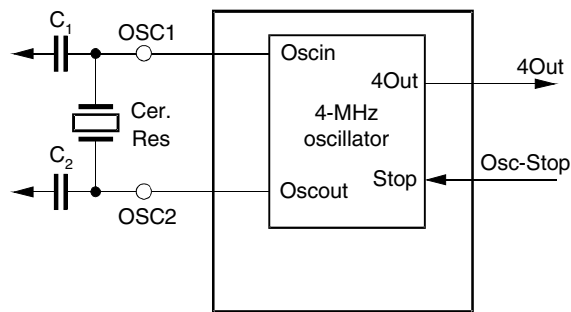 C1
OSC1
Oscin
4Out
4Out
Cer.
Res
4-MHz
oscillator
C2
Stop
Osc-Stop
Oscout
OSC2